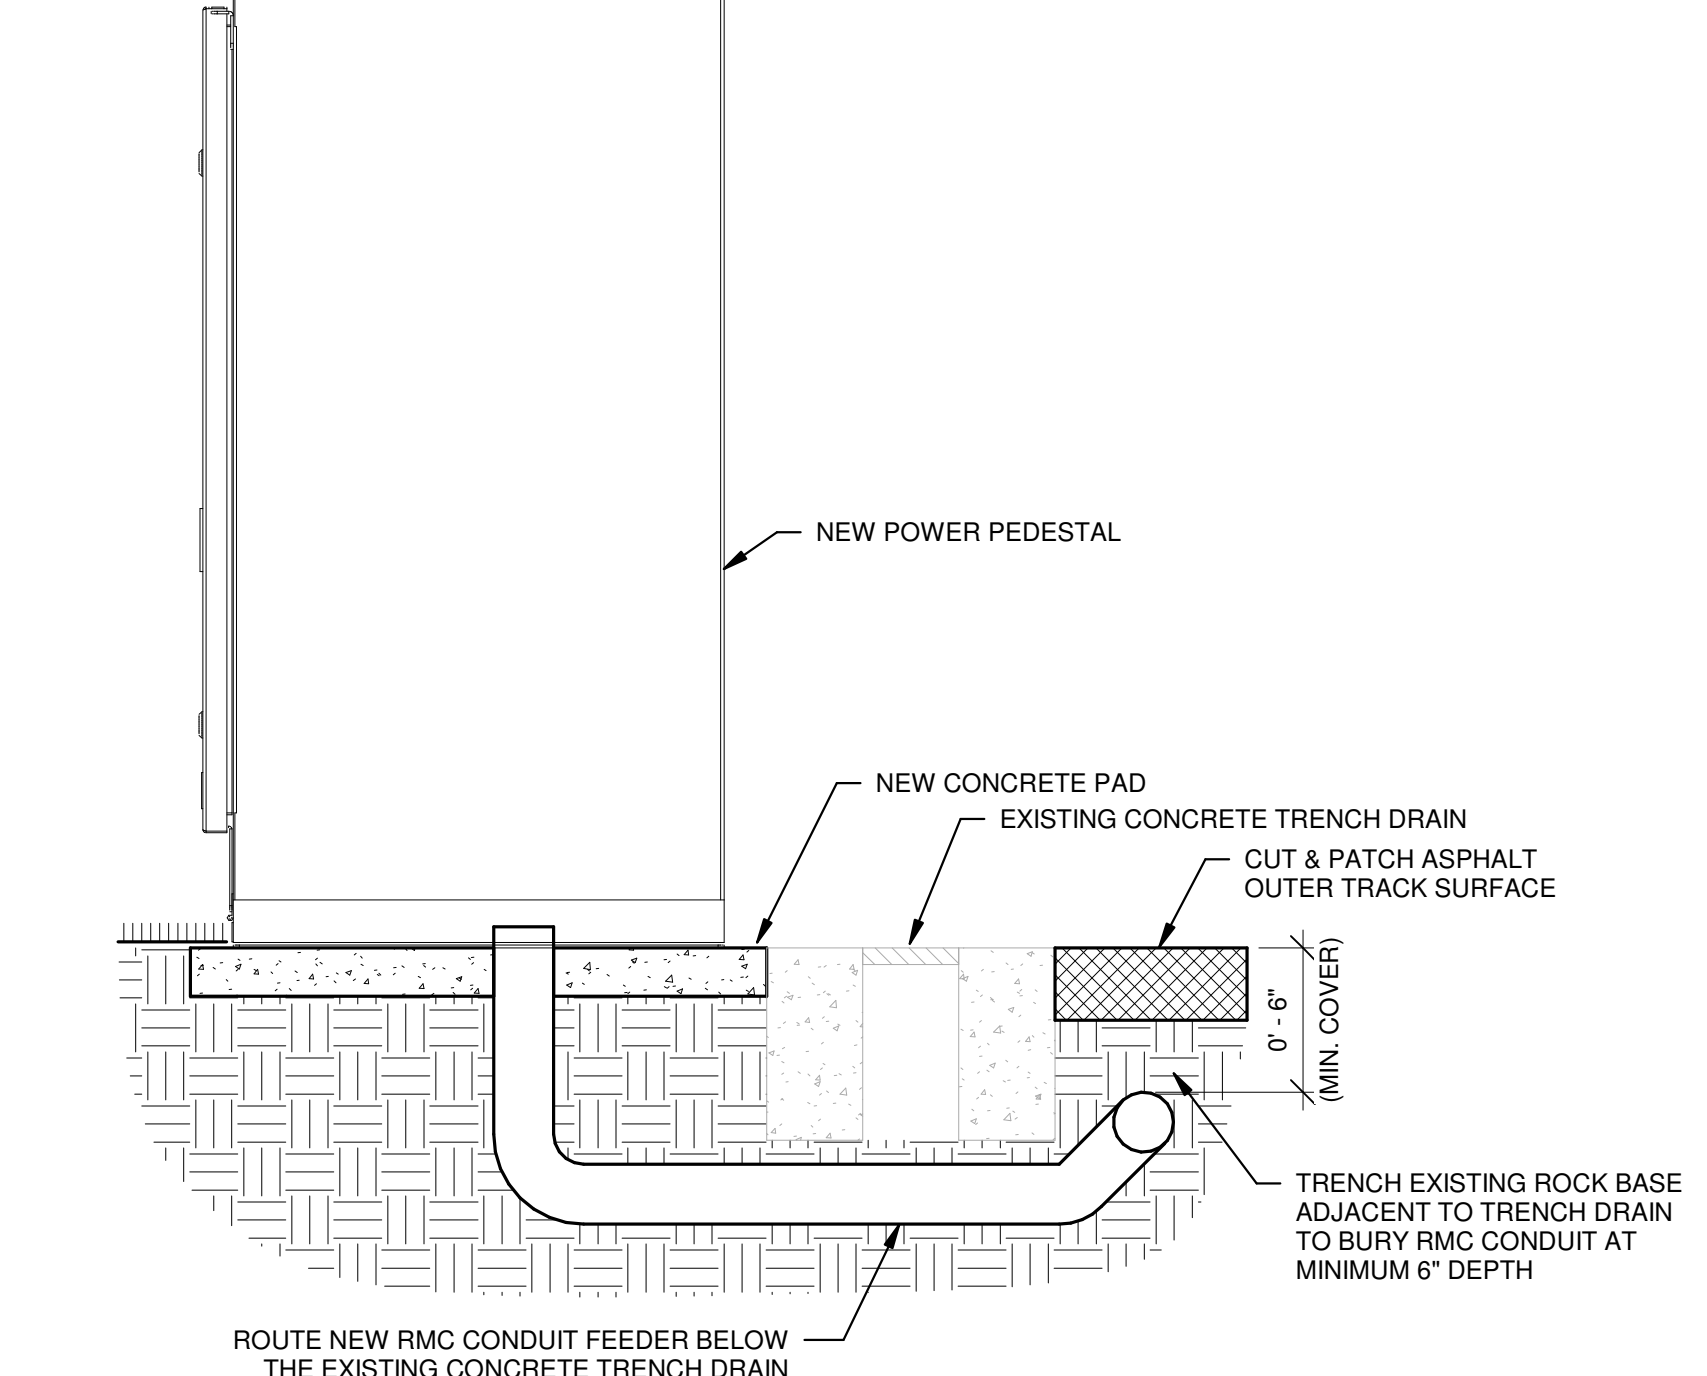 NEW POWER PEDESTAL
NEW CONCRETE PAD
EXISTING CONCRETE TRENCH DRAIN
CUT & PATCH ASPHALT
OUTER TRACK SURFACE
0' - 6"
(MIN. COVER)
TRENCH EXISTING ROCK BASE
ADJACENT TO TRENCH DRAIN
TO BURY RMC CONDUIT AT
MINIMUM 6" DEPTH
ROUTE NEW RMC CONDUIT FEEDER BELOW
THE EXISTING CONCRETE TRENCH DRAIN